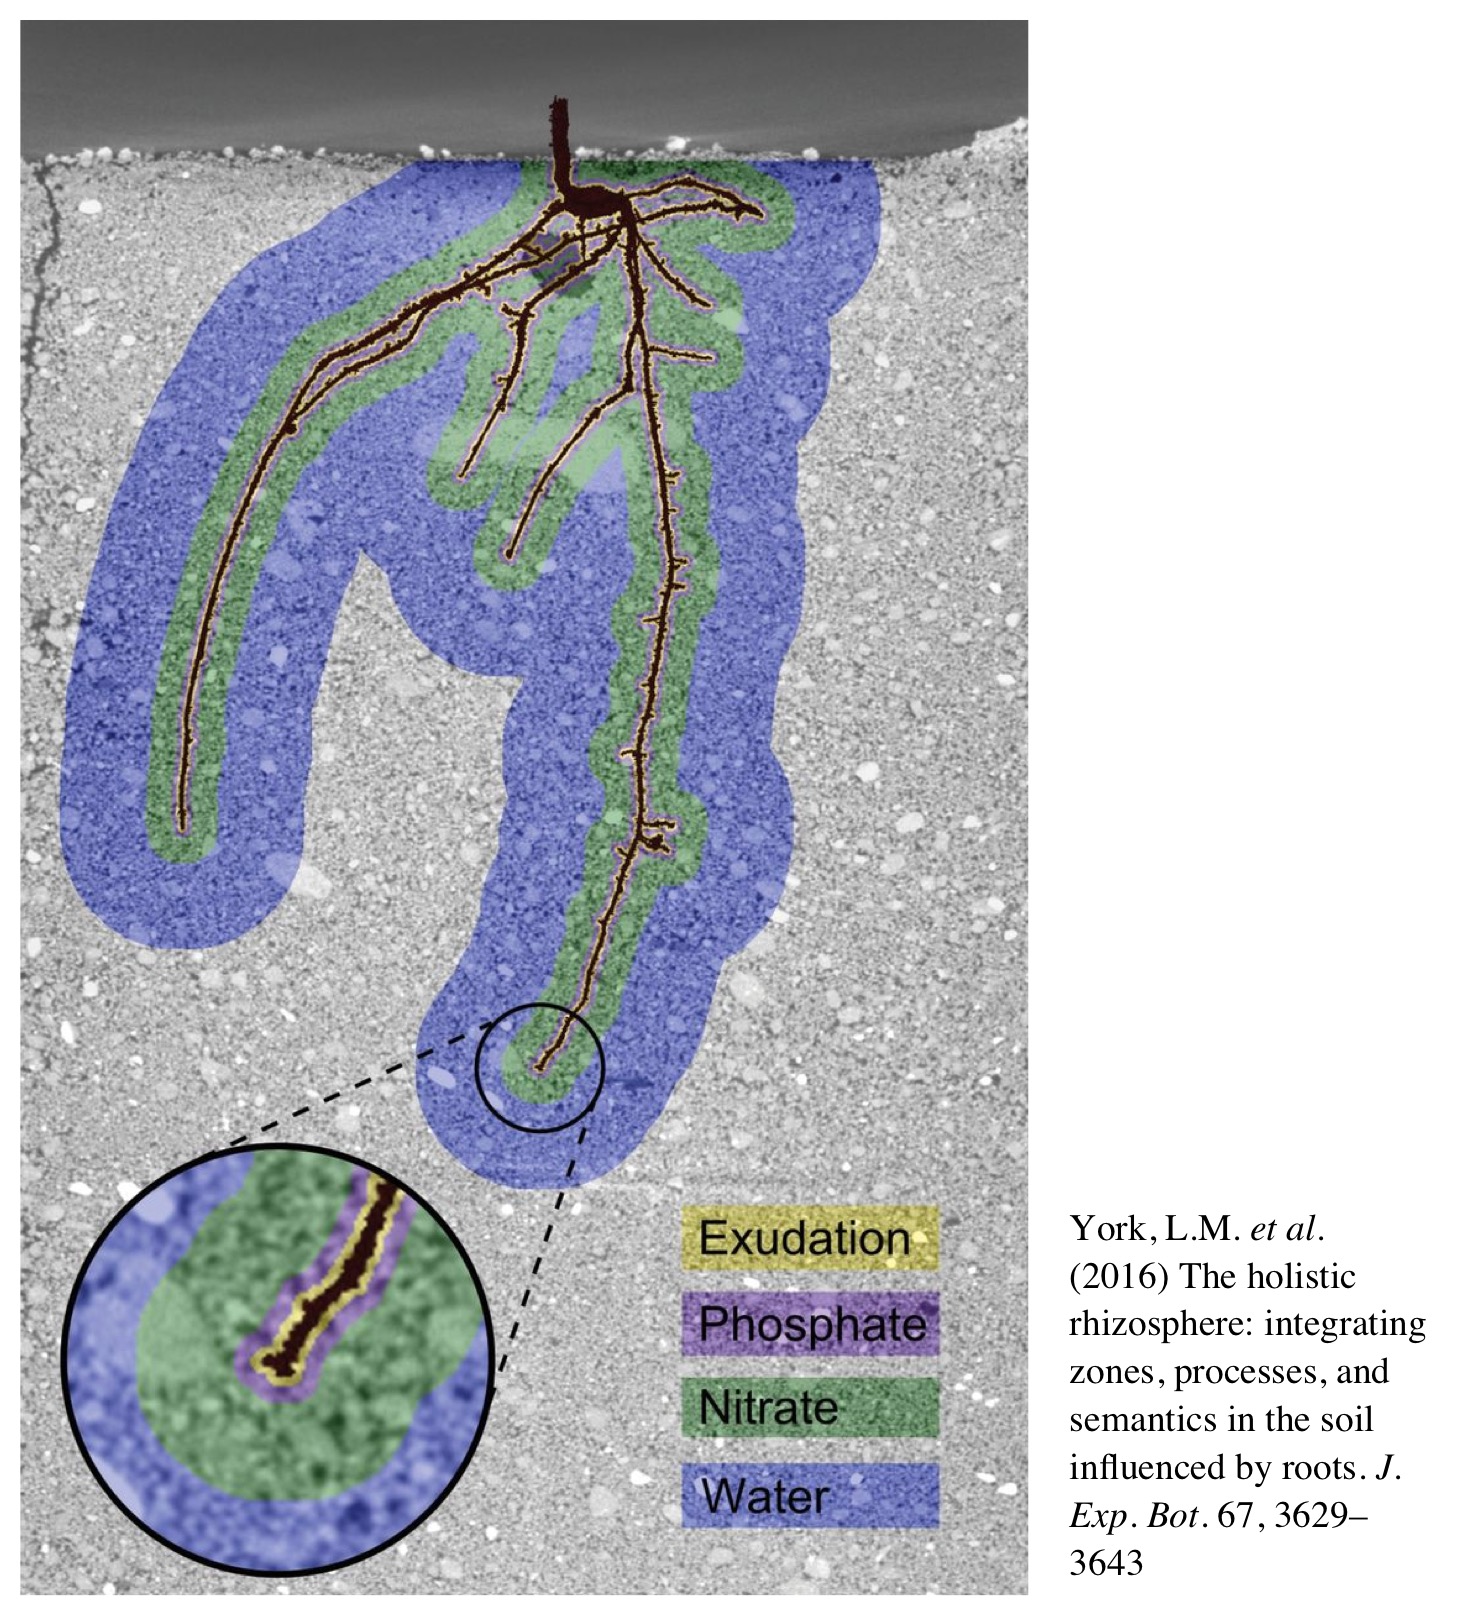 Exudation
Phosphate
Nitrate
Water
York, L.M. et al.
(2016) The holistic
rhizosphere: integrating
zones, processes, and
semantics in the soil
influenced by roots. J.
Exp. Bot. 67, 3629–
3643